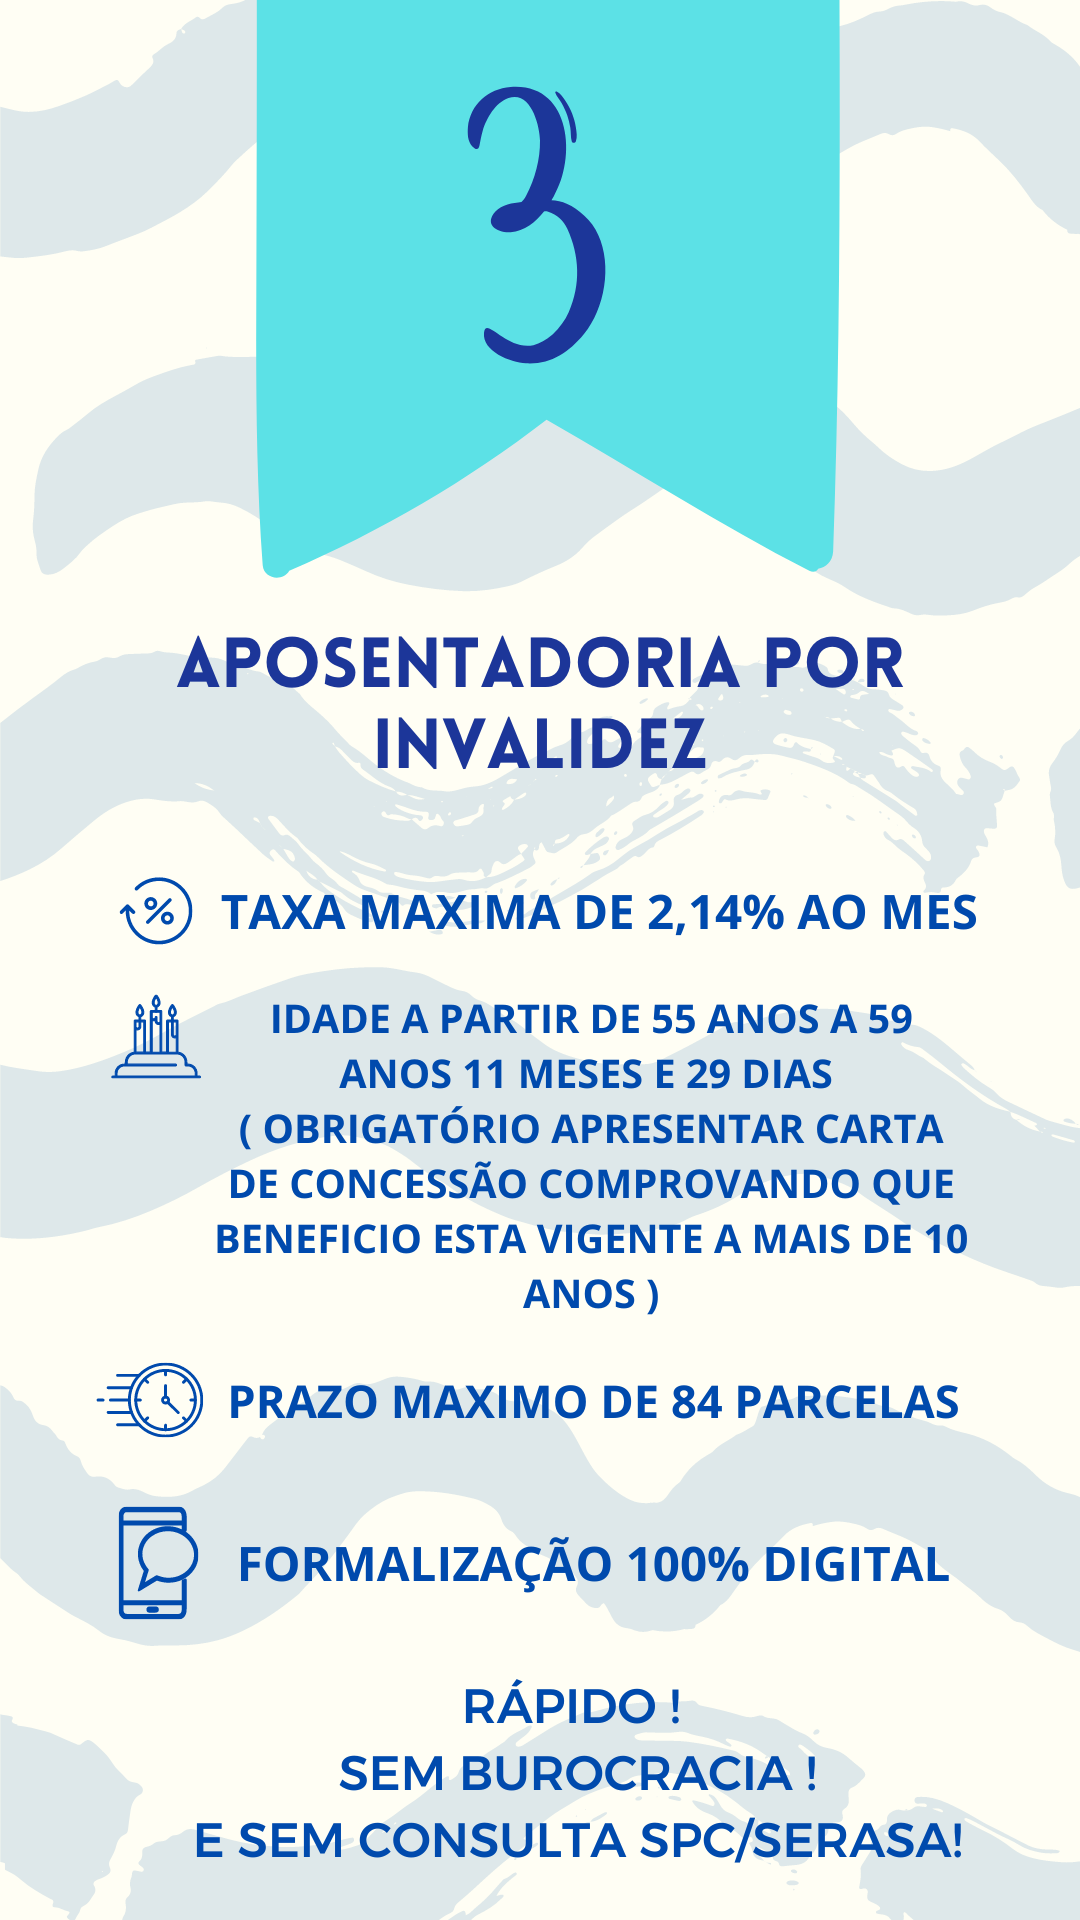 3
APOSENTADORIA POR
INVALIDEZ
%
TAXA MAXIMA DE 2,14% AO MES
IDADE A PARTIR DE 55 ANOS A 59
ANOS 11 MESES E 29 DIAS
( OBRIGATÓRIO APRESENTAR CARTA
DE CONCESSÃO COMPROVANDO QUE
BENEFICIO ESTA VIGENTE A MAIS DE 10
ANOS )
PRAZO MAXIMO DE 84 PARCELAS
FORMALIZAÇÃO 100% DIGITAL
RÁPIDO !
SEM BUROCRACIA !
E SEM CONSULTA SPC/SERASA!